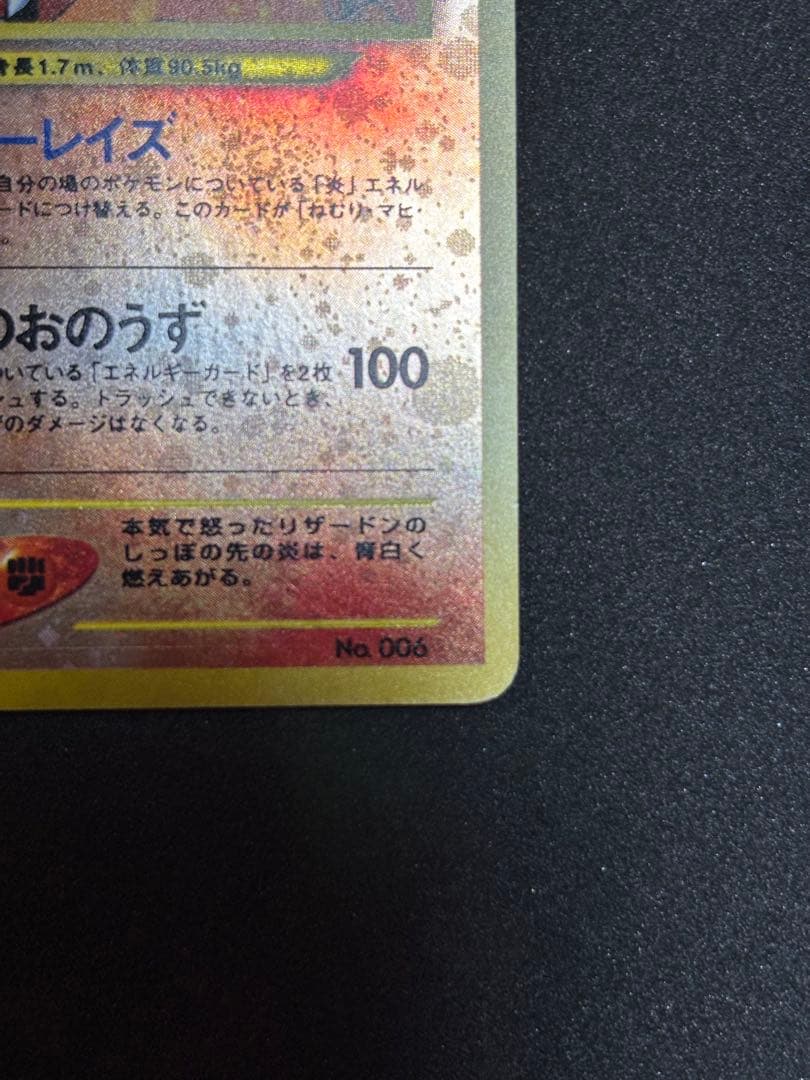 長1.7m、体質90.5kg
ーレイズ
自分の場のポケモンについている「炎」エネル
ードにつけ替える。このカードが「ねむり・マヒ・
。
のおのうず
いている「エネルギーカード」を2枚
100
シュする。トラッシュできないとき、
ザのダメージはなくなる。
本気で怒ったリザードンの
しっぽの先の炎は、青白く
燃えあがる。
No. 006